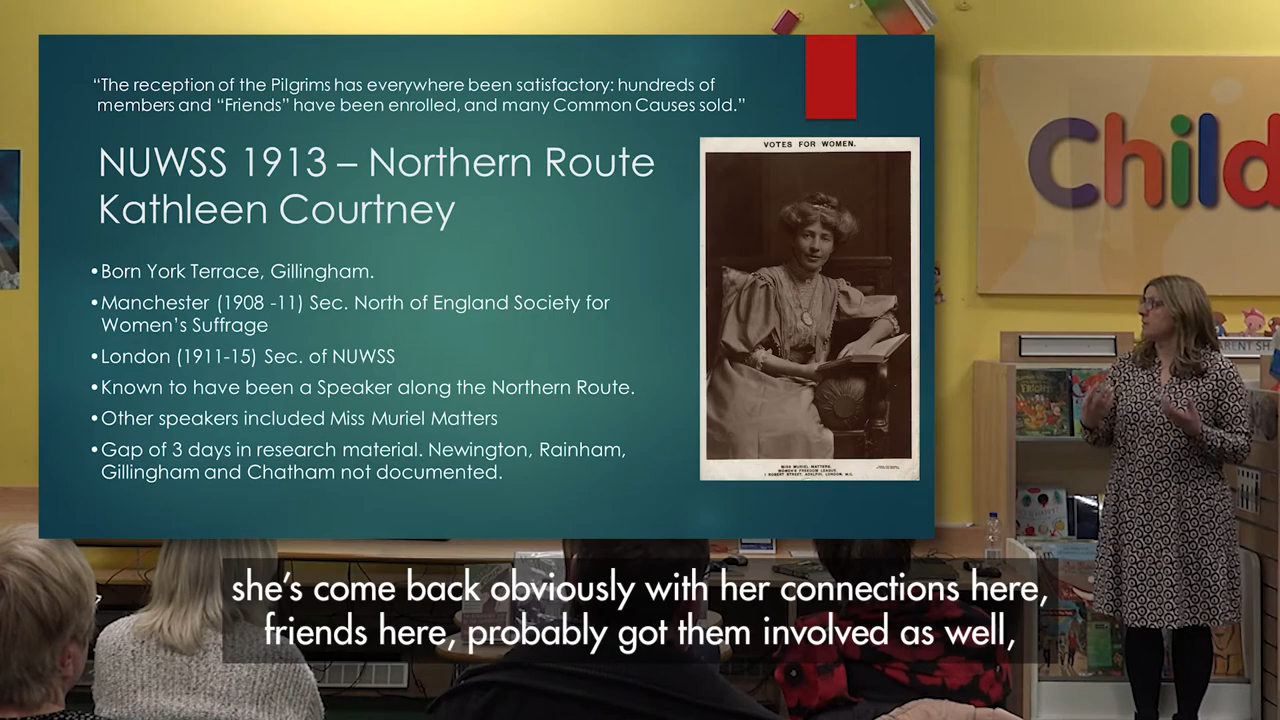 “The reception of the Pilgrims has everywhere been satisfactory: hundreds of
members and “Friends” have been enrolled, and many Common Causes sold.”
NUWSS 1913 – Northern Route
Kathleen Courtney
•Born York Terrace, Gillingham.
•Manchester (1908 -11) Sec. North of England Society for
Women’s Suffrage
•London (1911-15) Sec. of NUWSS
•Known to have been a Speaker along the Northern Route.
•Other speakers included Miss Muriel Matters
•Gap of 3 days in research material. Newington, Rainham,
Gillingham and Chatham not documented.
VOTES FOR WOMEN.
MISS MURIEL MATTERS,
WOMEN'S FREEDOM LEAGUE,
1 ROBERT STREET, ADELPHI, LONDON, W.C.
Child
ARENT SH
she’s come back obviously with her connections here,
friends here, probably got them involved as well,